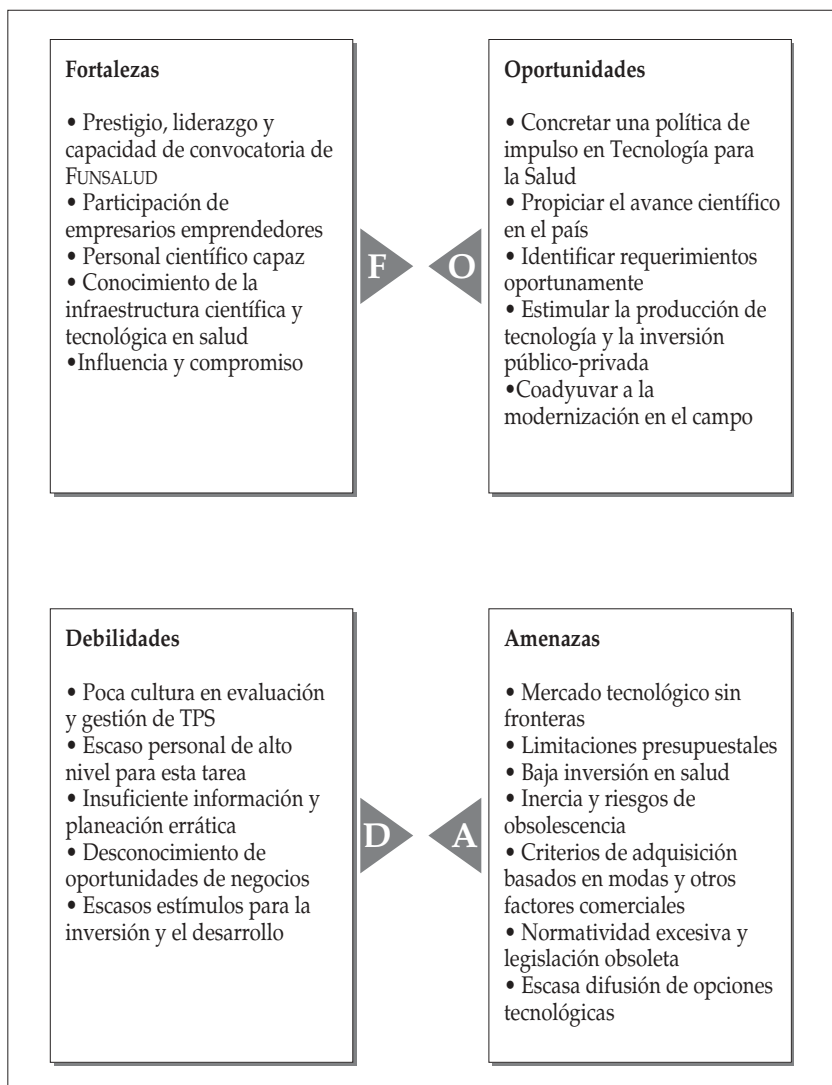 Fortalezas
• Prestigio, liderazgo y
capacidad de convocatoria de
FUNSALUD
• Participación de
empresarios emprendedores
• Personal científico capaz
• Conocimiento de la
infraestructura científica y
tecnológica en salud
•Influencia y compromiso
F
O
Oportunidades
• Concretar una política de
impulso en Tecnología para
la Salud
• Propiciar el avance científico
en el país
• Identificar requerimientos
oportunamente
• Estimular la producción de
tecnología y la inversión
público-privada
•Coadyuvar a la
modernización en el campo
Debilidades
• Poca cultura en evaluación
y gestión de TPS
• Escaso personal de alto
nivel para esta tarea
• Insuficiente información y
planeación errática
• Desconocimiento de
oportunidades de negocios
• Escasos estímulos para la
inversión y el desarrollo
D
A
Amenazas
• Mercado tecnológico sin
fronteras
• Limitaciones presupuestales
• Baja inversión en salud
• Inercia y riesgos de
obsolescencia
• Criterios de adquisición
basados en modas y otros
factores comerciales
• Normatividad excesiva y
legislación obsoleta
• Escasa difusión de opciones
tecnológicas